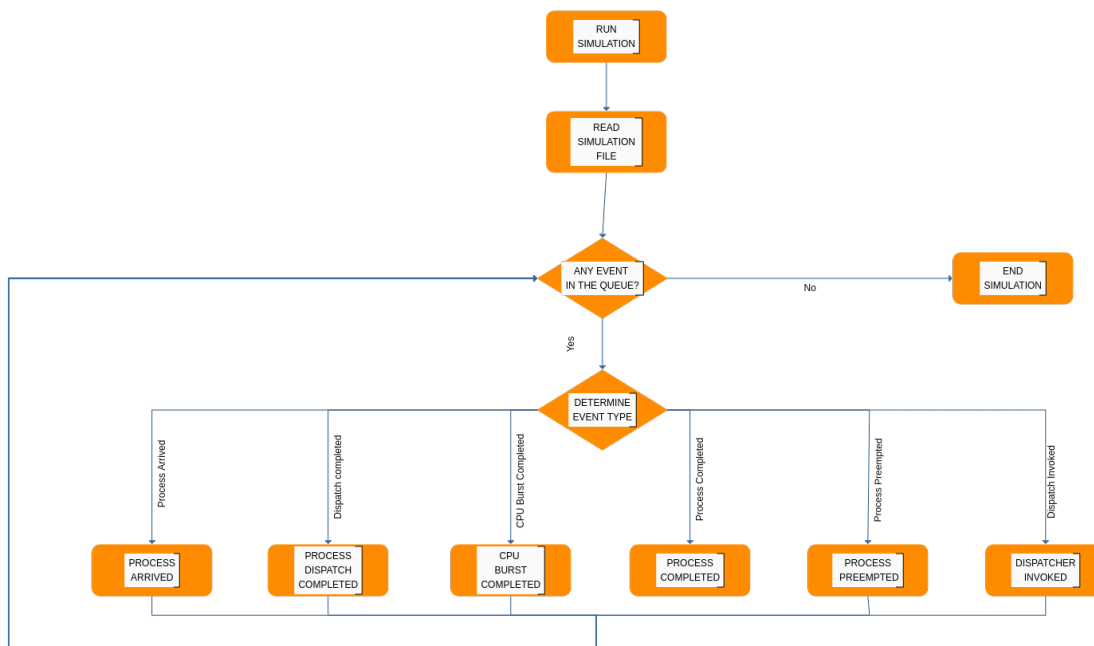 RUN
SIMULATION
READ
SIMULATION
FILE
ANY EVENT
IN THE QUEUE?
No
END
SIMULATION
Yes
DETERMINE
EVENT TYPE
Process Arrived
Dispatch completed
CPU Burst Completed
Process Completed
Process Preempted
Dispatch Invoked
PROCESS
ARRIVED
PROCESS
DISPATCH
COMPLETED
CPU
BURST
COMPLETED
PROCESS
COMPLETED
PROCESS
PREEMPTED
DISPATCHER
INVOKED